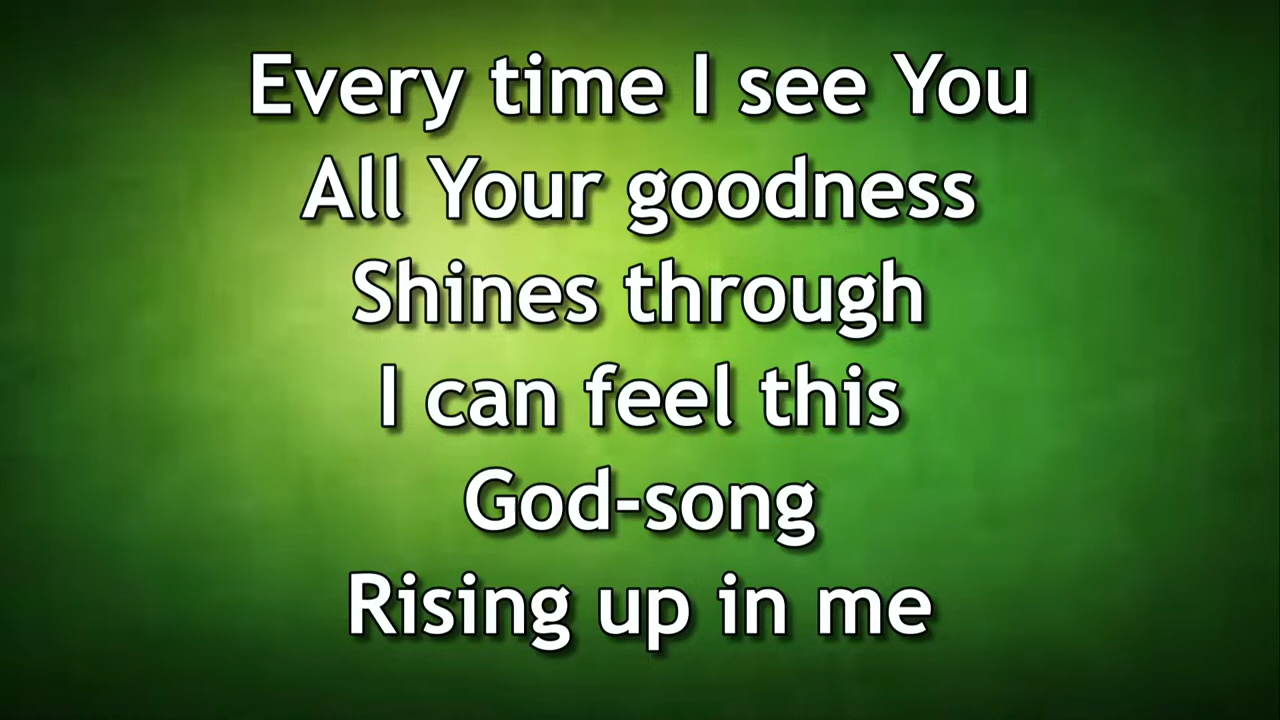 Every time I see You
All Your goodness
Shines through
I can feel this
God-song
Rising up in me